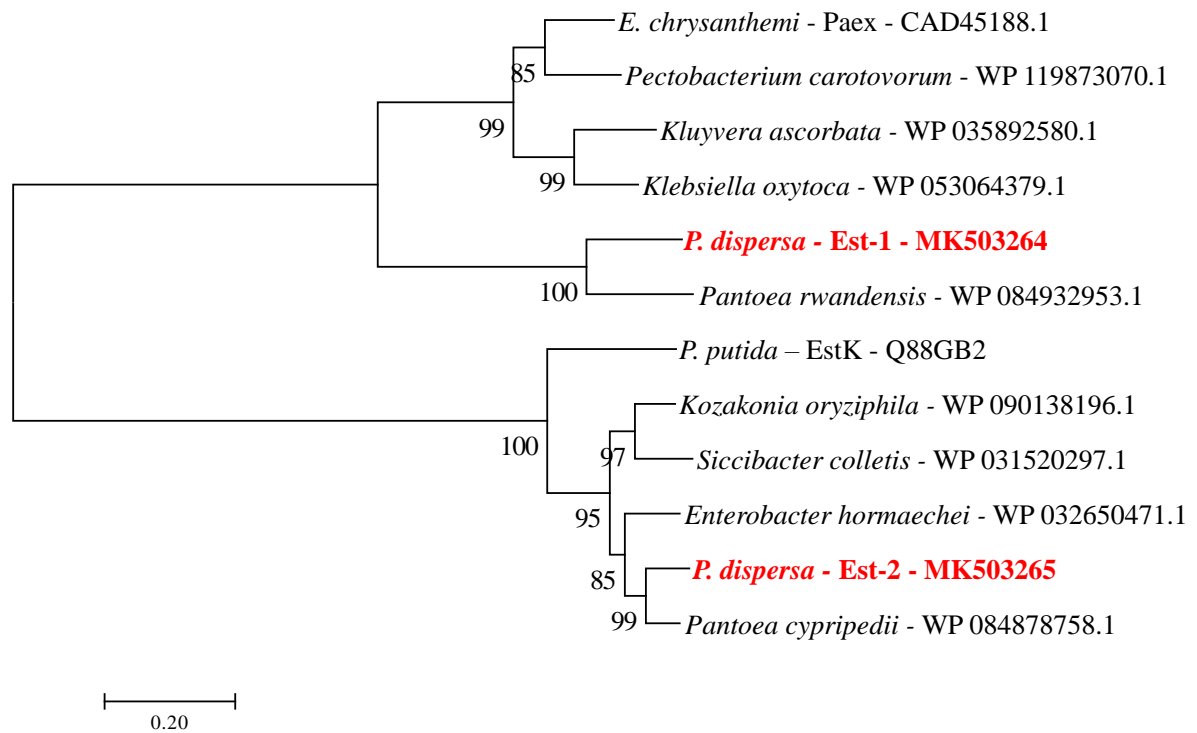 E. chrysanthemi - Paex - CAD45188.1
85
Pectobacterium carotovorum - WP 119873070.1
99
Kluyvera ascorbata - WP 035892580.1
99
Klebsiella oxytoca - WP 053064379.1
P. dispersa - Est-1 - MK503264
100
Pantoea rwandensis - WP 084932953.1
P. putida – EstK - Q88GB2
Kozakonia oryziphila - WP 090138196.1
100
97
Siccibacter colletis - WP 031520297.1
95
Enterobacter hormaechei - WP 032650471.1
85
P. dispersa - Est-2 - MK503265
99
Pantoea cypripedii - WP 084878758.1
0.20